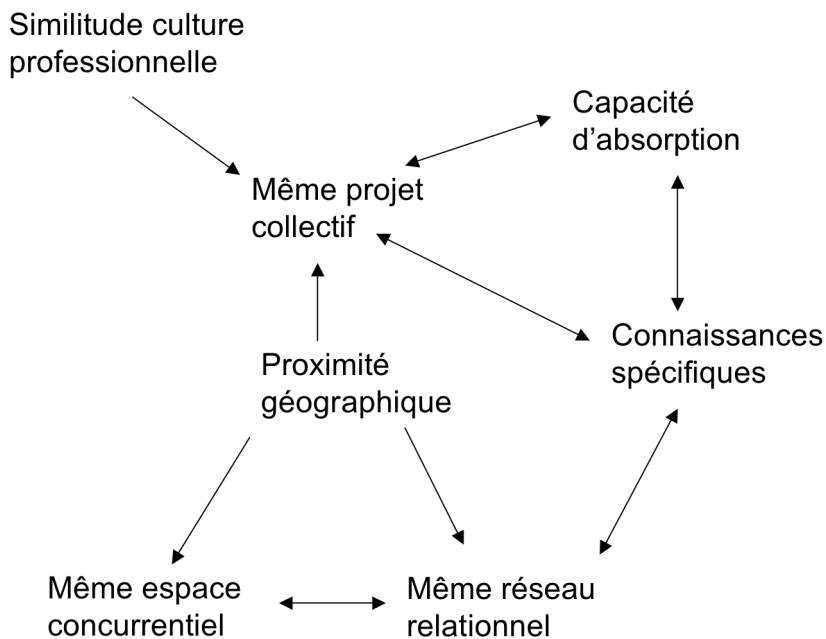 Similitude culture
professionnelle
Capacité
d’absorption
Même projet
collectif
Connaissances
spécifiques
Proximité
géographique
Même espace
concurrentiel
Même réseau
relationnel